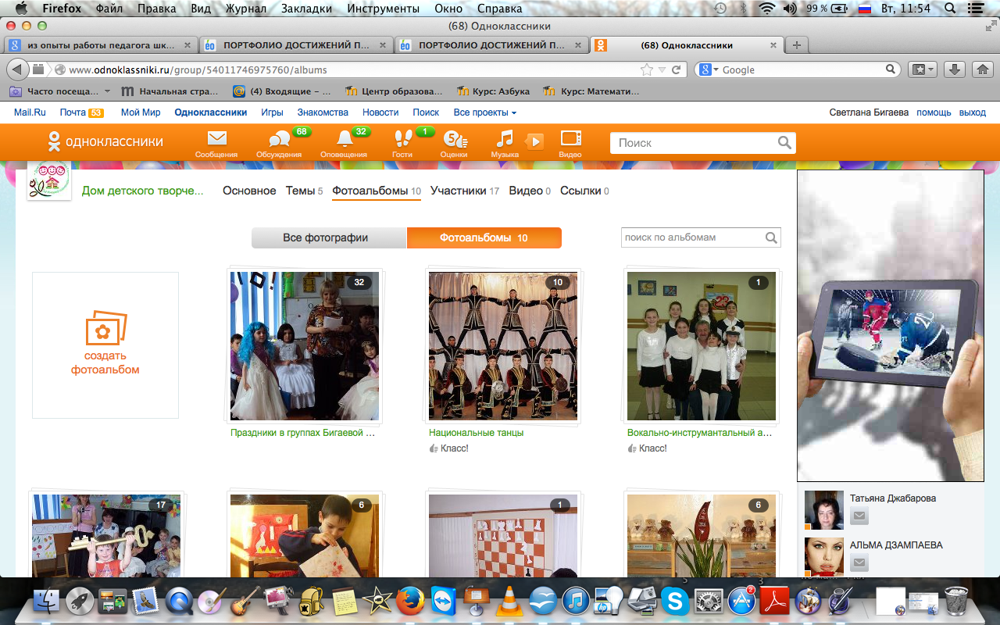 Firefox Файл Правка Вид Журнал Закладки Инструменты Окно Справка 99 % Вт, 11:54
(68) Одноклассники
из опыты работы педагога шк... ПОРТФОЛИО ДОСТИЖЕНИЙ П... ПОРТФОЛИО ДОСТИЖЕНИЙ П... (68) Одноклассники
www.odnoklassniki.ru/group/54011746975760/albums Google
Часто посеща... Начальная стра... (4) Входящие – ... Центр образова... Курс: Азбука Курс: Математи...
Mail.Ru Почта 53 Мой Мир Одноклассники Игры Знакомства Новости Поиск Все проекты Светлана Бигаева помощь выход
одноклассники 68 32 1 5 Поиск
Сообщения Обсуждения Оповещения Гости Оценки Музыка Видео
Дом детского творче... Основное Темы 5 Фотоальбомы 10 Участники 17 Видео 0 Ссылки 0
Все фотографии Фотоальбомы 10 поиск по альбомам
32 10 1
создать
фотоальбом
Праздники в группах Бигаевой ... Национальные танцы Вокально-инструмантальный а...
Класс! Класс!
17 6 1 6
Татьяна Джабарова
АЛЬМА ДЗАМПАЕВА
2